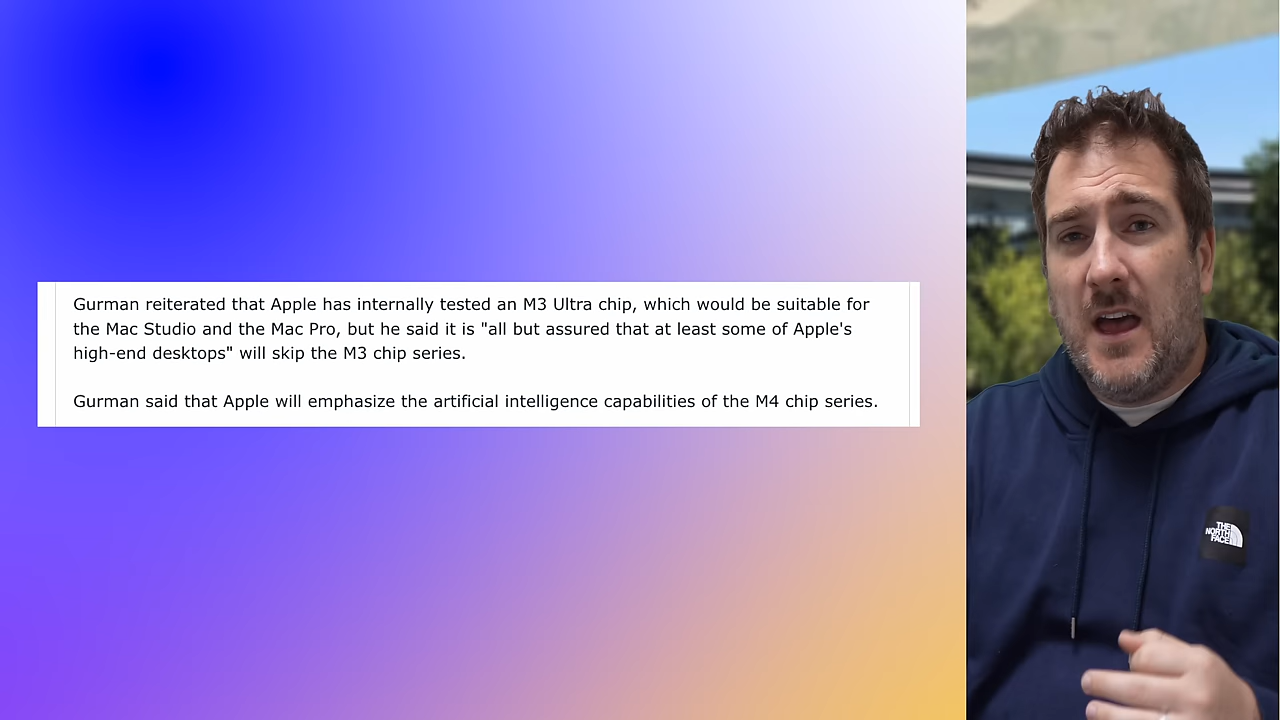 Gurman reiterated that Apple has internally tested an M3 Ultra chip, which would be suitable for
the Mac Studio and the Mac Pro, but he said it is "all but assured that at least some of Apple's
high-end desktops" will skip the M3 chip series.
Gurman said that Apple will emphasize the artificial intelligence capabilities of the M4 chip series.
THE
NORTH
FACE